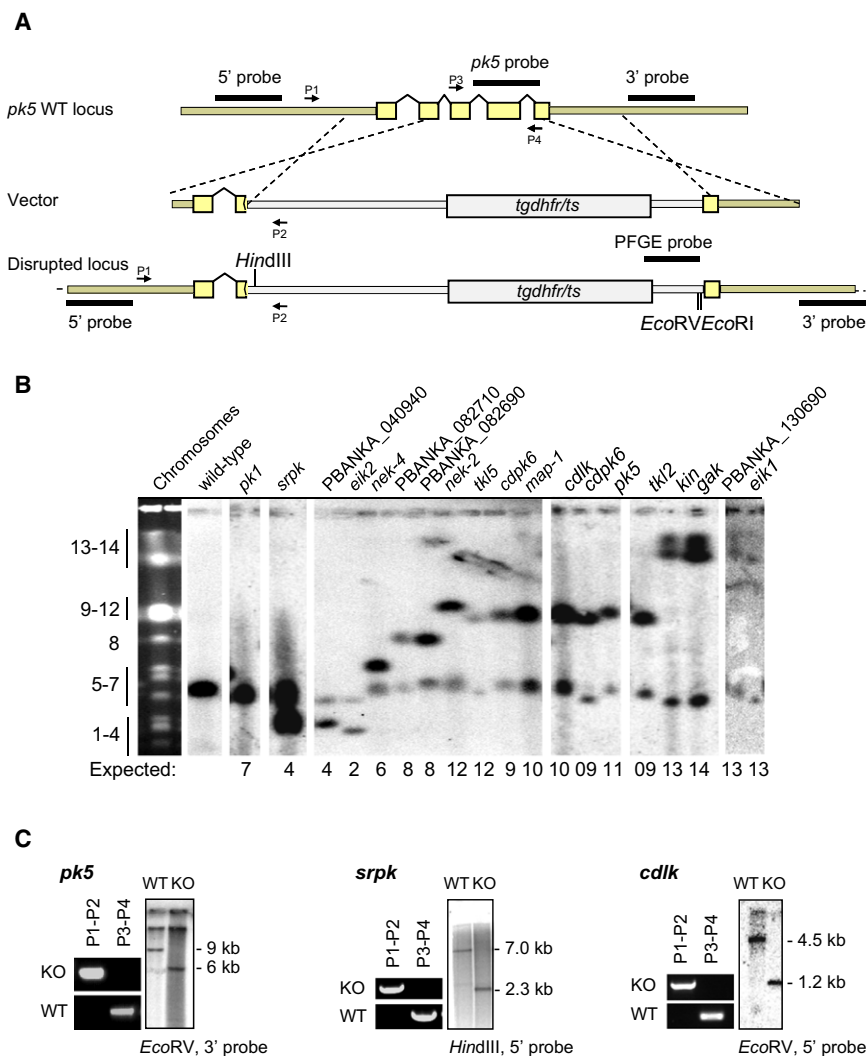 A
5' probe
P1
P3
pk5 probe
3' probe
pk5 WT locus
P4
Vector
tgdhfr/ts
P2
PFGE probe
Disrupted locus
P1
HindIII
tgdhfr/ts
P2
5' probe
EcoRVEcoRI
3' probe
B
Chromosomes
wild-type
pk1
srpk
PBANKA_040940
eik2
nek-4
PBANKA_082710
PBANKA_082690
nek-2
tkl5
cdpk6
map-1
cdlk
cdpk6
pk5
tkl2
kin
gak
PBANKA_130690
eik1
13-14
9-12
8
5-7
1-4
Expected: 7 4 4 2 6 8 8 12 12 9 10 10 09 11 09 13 14 13 13
C
pk5
P1-P2
P3-P4
WT KO
- 9 kb
- 6 kb
KO
WT
EcoRV, 3' probe
srpk
P1-P2
P3-P4
WT KO
- 7.0 kb
- 2.3 kb
KO
WT
HindIII, 5' probe
cdlk
P1-P2
P3-P4
WT KO
- 4.5 kb
- 1.2 kb
KO
WT
EcoRV, 5' probe